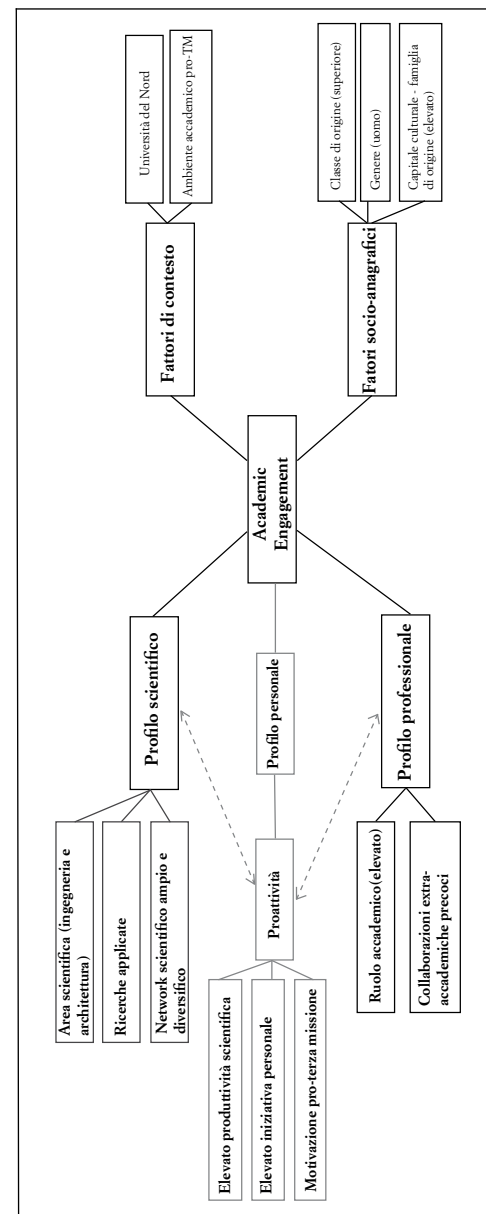 Area scientifica (ingegneria e
architettura)
Ricerche applicate
Network scientifico ampio e
diversifico
Profilo scientifico
Fattori di contesto
Università del Nord
Ambiente accademico pro-TM
Elevato produttività scientifica
Elevato iniziativa personale
Motivazione pro-terza missione
Proattività
Profilo personale
Academic
Engagement
Ruolo accademico(elevato)
Collaborazioni extra-
accademiche precoci
Profilo professionale
Fatori socio-anagrafici
Classe di origine (superiore)
Genere (uomo)
Capitale culturale - famiglia
di origine (elevato)